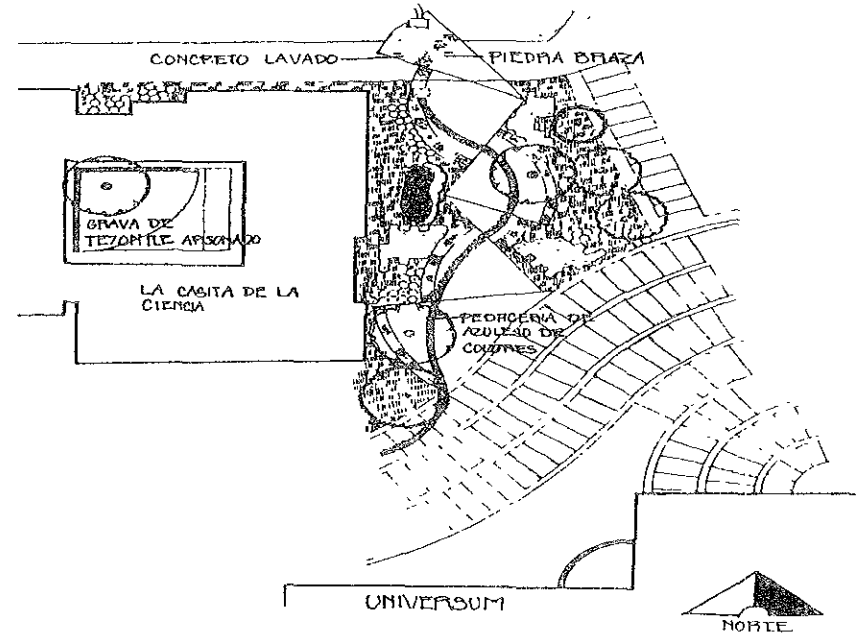 CONCRETO LAVADO
PIEDRA BRAZA
GRAVA DE
TEZONTLE APISONADO
LA CASITA DE LA
CIENCIA
PEDACERIA DE
AZULEJO DE
COLORES
UNIVERSUM
NORTE